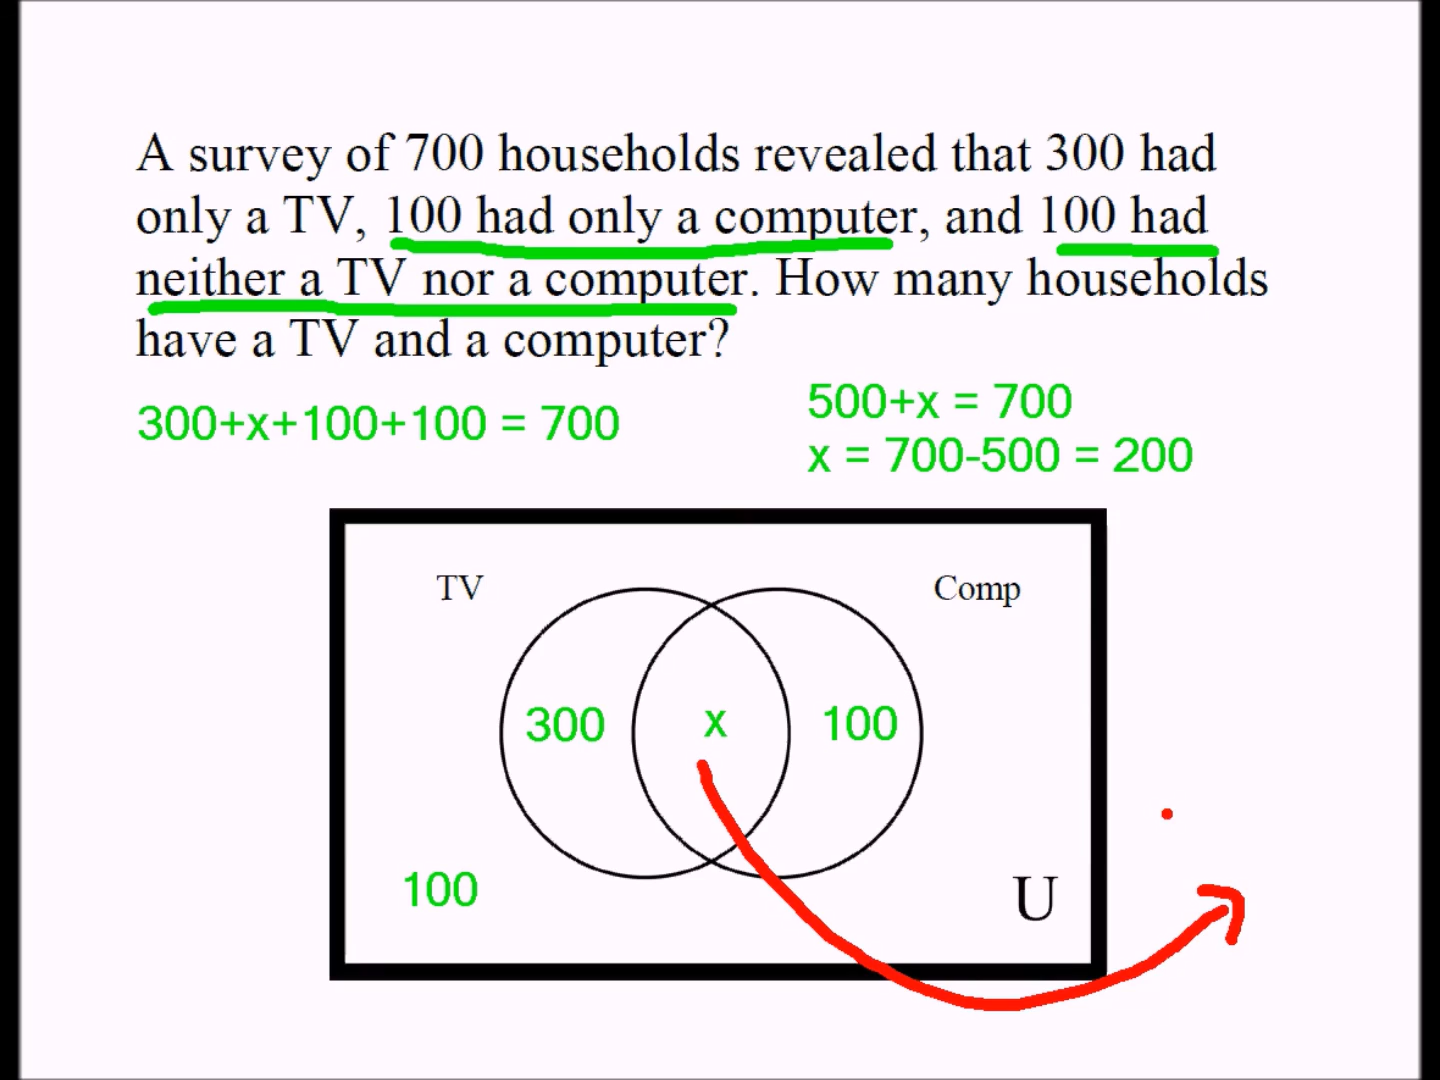 A survey of 700 households revealed that 300 had
only a TV, 100 had only a computer, and 100 had
neither a TV nor a computer. How many households
have a TV and a computer?
300+x+100+100 = 700
500+x = 700
x = 700-500 = 200
TV
Comp
300
x
100
100
U